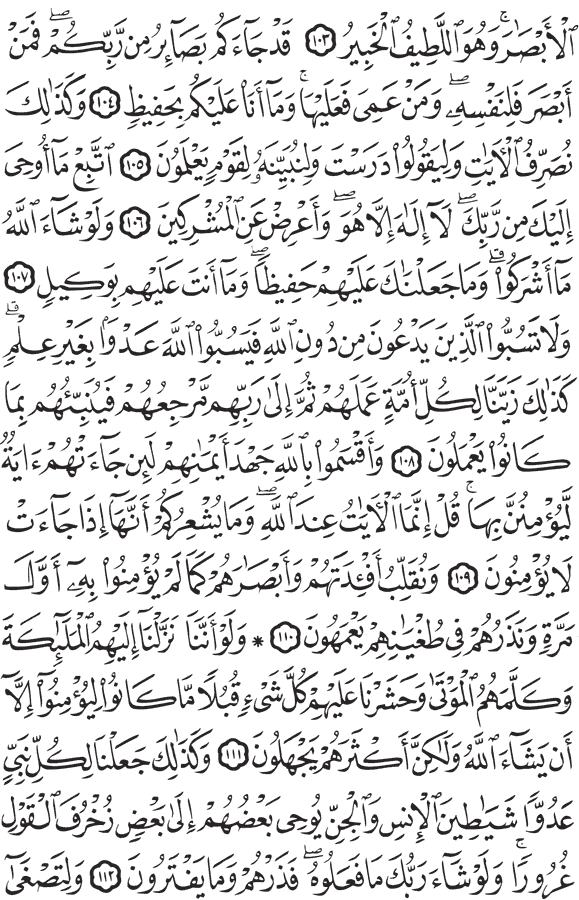 ٱلْأَبْصَٰرَۖ وَهُوَ ٱللَّطِيفُ ٱلْخَبِيرُ ١٠٣ قَدْ جَآءَكُم بَصَآئِرُ مِن رَّبِّكُمْۖ فَمَنْ
أَبْصَرَ فَلِنَفْسِهِۦۖ وَمَنْ عَمِىَ فَعَلَيْهَاۚ وَمَآ أَنَا۠ عَلَيْكُم بِحَفِيظٍ ١٠٤ وَكَذَٰلِكَ
نُصَرِّفُ ٱلْءَايَٰتِ وَلِيَقُولُوا۟ دَرَسْتَ وَلِنُبَيِّنَهُۥ لِقَوْمٍ يَعْلَمُونَ ١٠٥ ٱتَّبِعْ مَآ أُوحِىَ
إِلَيْكَ مِن رَّبِّكَۖ لَآ إِلَٰهَ إِلَّا هُوَۖ وَأَعْرِضْ عَنِ ٱلْمُشْرِكِينَ ١٠٦ وَلَوْ شَآءَ ٱللَّهُ
مَآ أَشْرَكُوا۟ۗ وَمَا جَعَلْنَٰكَ عَلَيْهِمْ حَفِيظًاۖ وَمَآ أَنتَ عَلَيْهِم بِوَكِيلٍ ١٠٧
وَلَا تَسُبُّوا۟ ٱلَّذِينَ يَدْعُونَ مِن دُونِ ٱللَّهِ فَيَسُبُّوا۟ ٱللَّهَ عَدْوًۢا بِغَيْرِ عِلْمٍۗ
كَذَٰلِكَ زَيَّنَّا لِكُلِّ أُمَّةٍ عَمَلَهُمْ ثُمَّ إِلَىٰ رَبِّهِم مَّرْجِعُهُمْ فَيُنَبِّئُهُم بِمَا
كَانُوا۟ يَعْمَلُونَ ١٠٨ وَأَقْسَمُوا۟ بِٱللَّهِ جَهْدَ أَيْمَٰنِهِمْ لَئِن جَآءَتْهُمْ ءَايَةٌ
لَّيُؤْمِنُنَّ بِهَاۚ قُلْ إِنَّمَا ٱلْءَايَٰتُ عِندَ ٱللَّهِۖ وَمَا يُشْعِرُكُمْ أَنَّهَآ إِذَا جَآءَتْ
لَا يُؤْمِنُونَ ١٠٩ وَنُقَلِّبُ أَفْـِٔدَتَهُمْ وَأَبْصَٰرَهُمْ كَمَا لَمْ يُؤْمِنُوا۟ بِهِۦٓ أَوَّلَ
مَرَّةٍ وَنَذَرُهُمْ فِى طُغْيَٰنِهِمْ يَعْمَهُونَ ١١٠ * وَلَوْ أَنَّنَا نَزَّلْنَآ إِلَيْهِمُ ٱلْمَلَٰٓئِكَةَ
وَكَلَّمَهُمُ ٱلْمَوْتَىٰ وَحَشَرْنَا عَلَيْهِمْ كُلَّ شَىْءٍ قُبُلًا مَّا كَانُوا۟ لِيُؤْمِنُوٓا۟ إِلَّآ
أَن يَشَآءَ ٱللَّهُ وَلَٰكِنَّ أَكْثَرَهُمْ يَجْهَلُونَ ١١١ وَكَذَٰلِكَ جَعَلْنَا لِكُلِّ نَبِىٍّ
عَدُوًّا شَيَٰطِينَ ٱلْإِنسِ وَٱلْجِنِّ يُوحِى بَعْضُهُمْ إِلَىٰ بَعْضٍ زُخْرُفَ ٱلْقَوْلِ
غُرُورًاۚ وَلَوْ شَآءَ رَبُّكَ مَا فَعَلُوهُۖ فَذَرْهُمْ وَمَا يَفْتَرُونَ ١١٢ وَلِتَصْغَىٰٓ